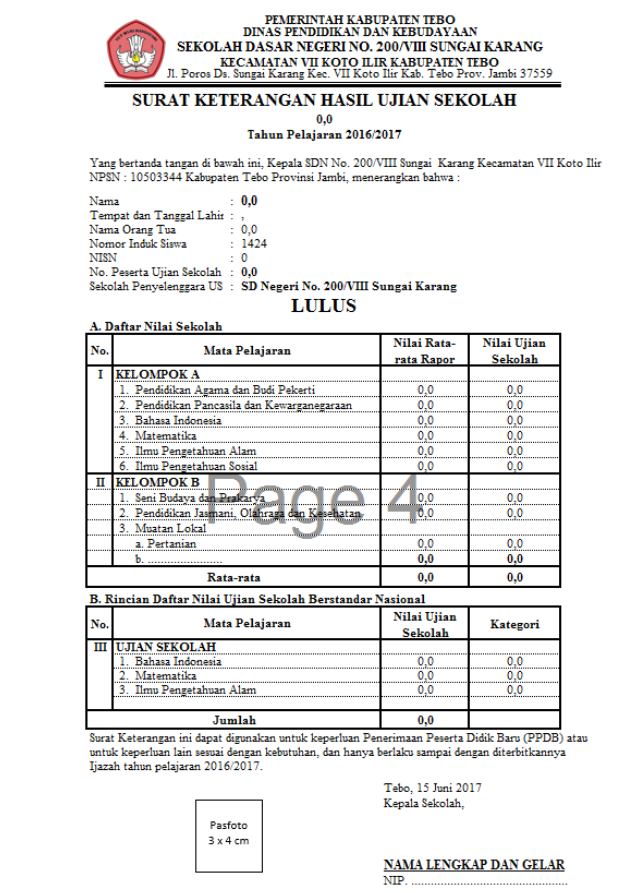 PEMERINTAH KABUPATEN TEBO
DINAS PENDIDIKAN DAN KEBUDAYAAN
SEKOLAH DASAR NEGERI NO. 200/VIII SUNGAI KARANG
KECAMATAN VII KOTO ILIR KABUPATEN TEBO
Jl. Poros Ds. Sungai Karang Kec. VII Koto Ilir Kab. Tebo Prov. Jambi 37559
SURAT KETERANGAN HASIL UJIAN SEKOLAH
0,0
Tahun Pelajaran 2016/2017
Yang bertanda tangan di bawah ini, Kepala SDN No. 200/VIII Sungai Karang Kecamatan VII Koto Ilir
NPSN : 10503344 Kabupaten Tebo Provinsi Jambi, menerangkan bahwa :
Nama : 0,0
Tempat dan Tanggal Lahir : ,
Nama Orang Tua : 0,0
Nomor Induk Siswa : 1424
NISN : 0
No. Peserta Ujian Sekolah : 0,0
Sekolah Penyelenggara US : SD Negeri No. 200/VIII Sungai Karang
LULUS
A. Daftar Nilai Sekolah
No. Mata Pelajaran Nilai Rata-rata Rapor Nilai Ujian Sekolah
I KELOMPOK A
1. Pendidikan Agama dan Budi Pekerti 0,0 0,0
2. Pendidikan Pancasila dan Kewarganegaraan 0,0 0,0
3. Bahasa Indonesia 0,0 0,0
4. Matematika 0,0 0,0
5. Ilmu Pengetahuan Alam 0,0 0,0
6. Ilmu Pengetahuan Sosial 0,0 0,0
II KELOMPOK B
1. Seni Budaya dan Prakarya 0,0 0,0
2. Pendidikan Jasmani, Olahraga dan Kesehatan 0,0 0,0
3. Muatan Lokal
a. Pertanian 0,0 0,0
b. ........................ 0,0 0,0
Rata-rata 0,0 0,0
Page 4
B. Rincian Daftar Nilai Ujian Sekolah Berstandar Nasional
No. Mata Pelajaran Nilai Ujian Sekolah Kategori
III UJIAN SEKOLAH
1. Bahasa Indonesia 0,0 0,0
2. Matematika 0,0 0,0
3. Ilmu Pengetahuan Alam 0,0 0,0
Jumlah 0,0
Surat Keterangan ini dapat digunakan untuk keperluan Penerimaan Peserta Didik Baru (PPDB) atau
untuk keperluan lain sesuai dengan kebutuhan, dan hanya berlaku sampai dengan diterbitkannya
Ijazah tahun pelajaran 2016/2017.
Tebo, 15 Juni 2017
Kepala Sekolah,
Pasfoto
3 x 4 cm
NAMA LENGKAP DAN GELAR
NIP. ..................................................